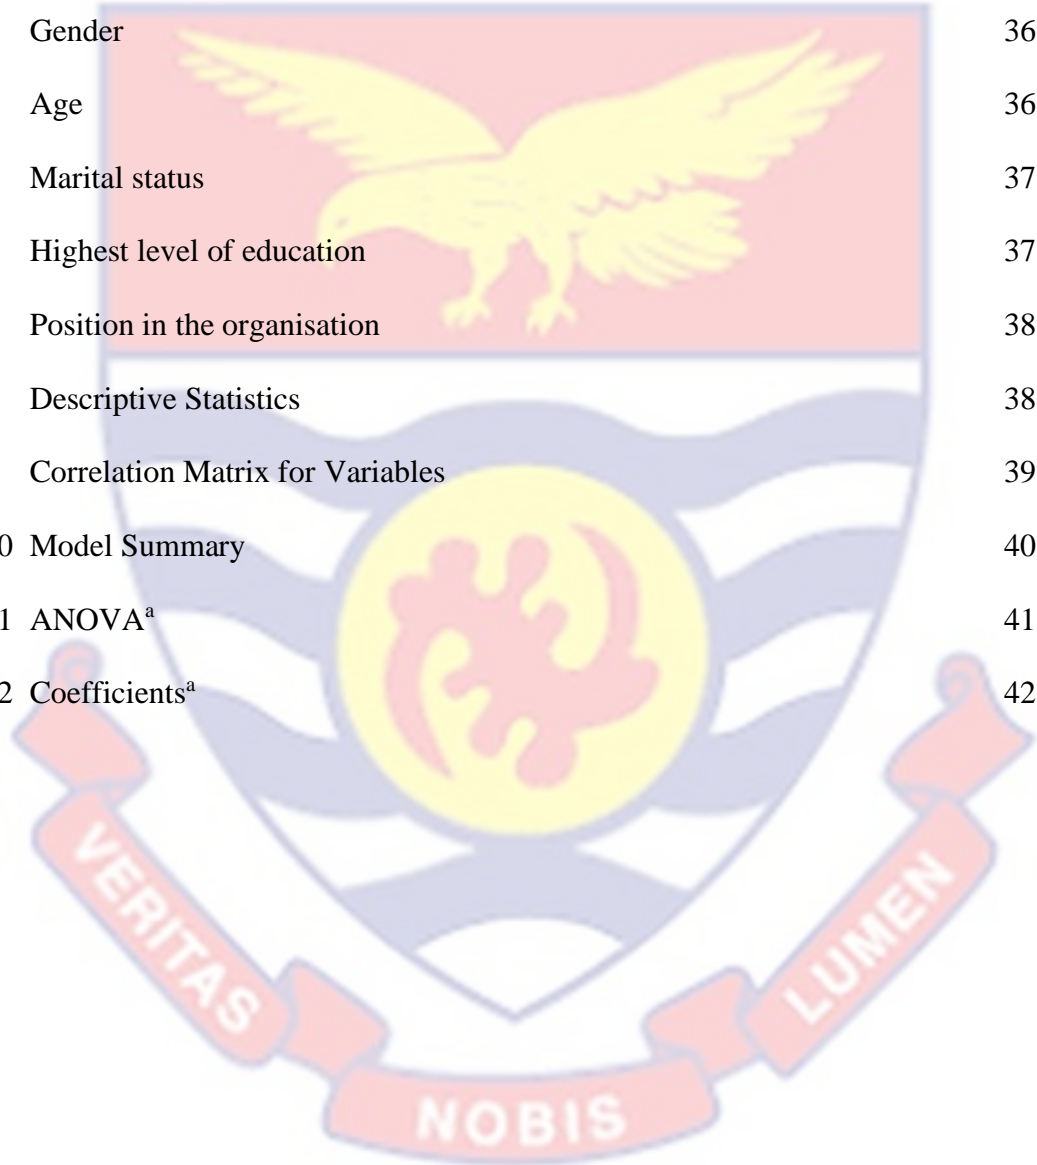 Gender 36
Age 36
Marital status 37
Highest level of education 37
Position in the organisation 38
Descriptive Statistics 38
Correlation Matrix for Variables 39
0 Model Summary 40
1 ANOVAᵃ 41
2 Coefficientsᵃ 42
VERITAS
NOBIS
LUMEN